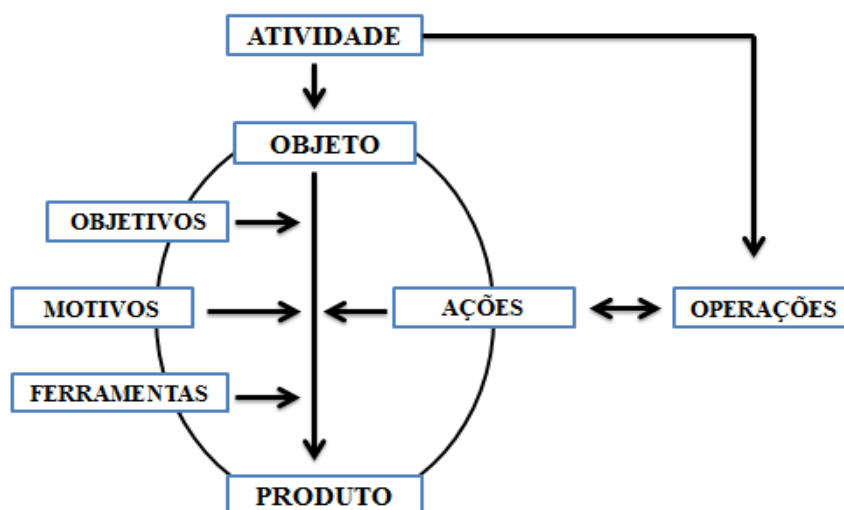 ATIVIDADE
OBJETO
OBJETIVOS
MOTIVOS
AÇÕES
OPERAÇÕES
FERRAMENTAS
PRODUTO